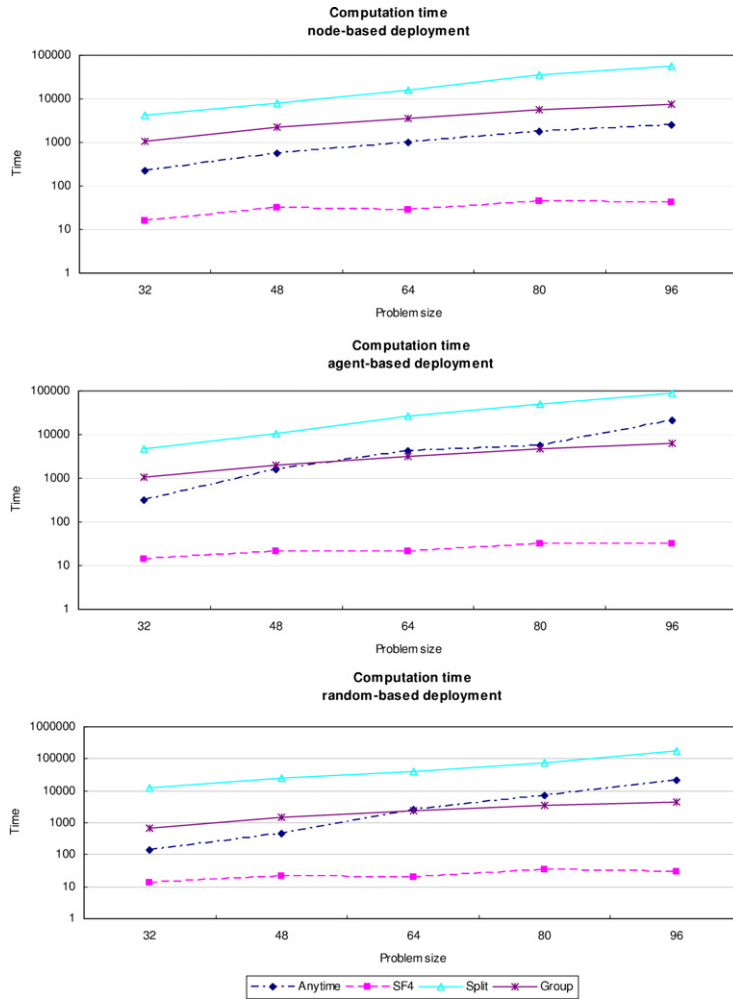 Computation time
node-based deployment
100000
10000
1000
100
10
1
Time
32 48 64 80 96
Problem size
Computation time
agent-based deployment
100000
10000
1000
100
10
1
Time
32 48 64 80 96
Problem size
Computation time
random-based deployment
1000000
100000
10000
1000
100
10
1
Time
32 48 64 80 96
Problem size
Anytime SF4 Split Group